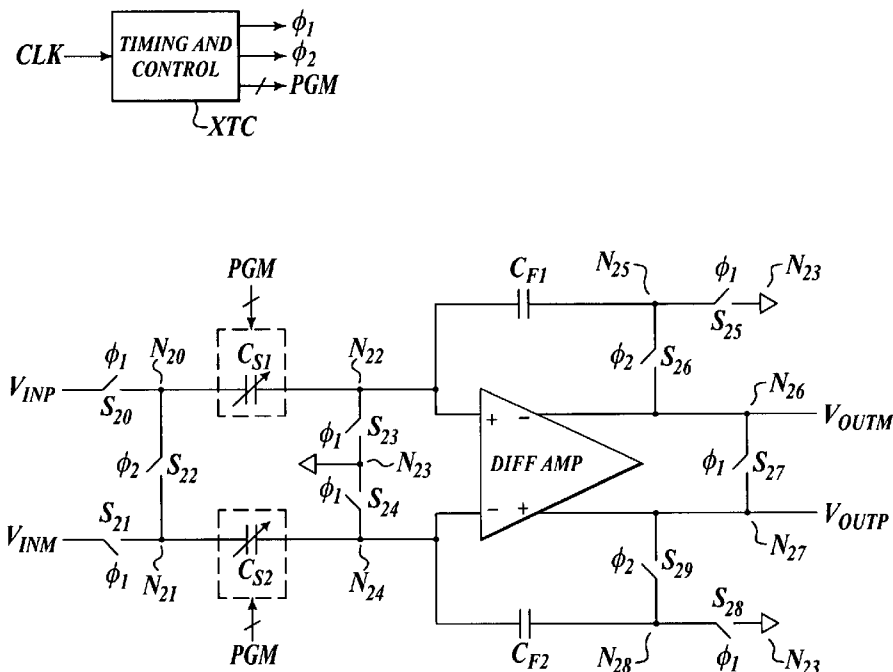 CLK
TIMING AND
CONTROL
ϕ1
ϕ2
PGM
XTC
PGM
CF1
N25
ϕ1
N23
S25
ϕ1
N20
CS1
N22
ϕ2
S26
VINP
S20
N26
+ −
VOUTM
ϕ1
S23
ϕ2
S22
N23
DIFF AMP
ϕ1
S27
S21
ϕ1
S24
− +
VOUTP
VINM
ϕ1
N21
CS2
N24
ϕ2
S29
N27
S28
PGM
CF2
N28
ϕ1
N23